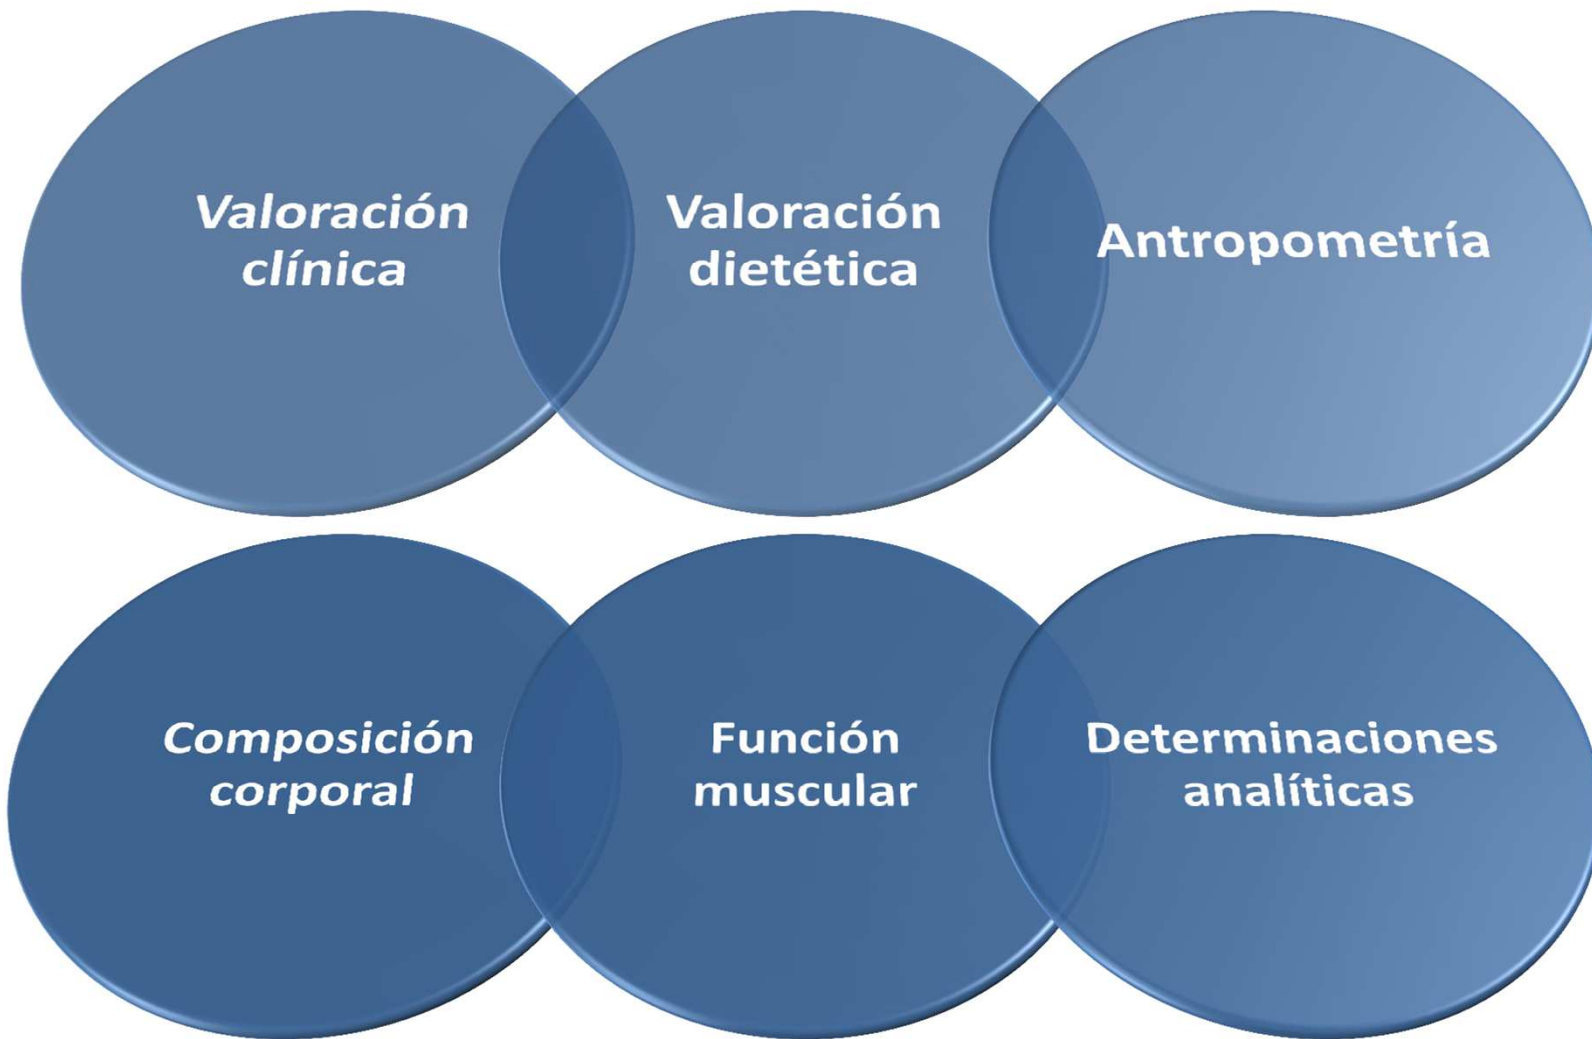 Valoración
clínica
Valoración
dietética
Antropometría
Composición
corporal
Función
muscular
Determinaciones
analíticas